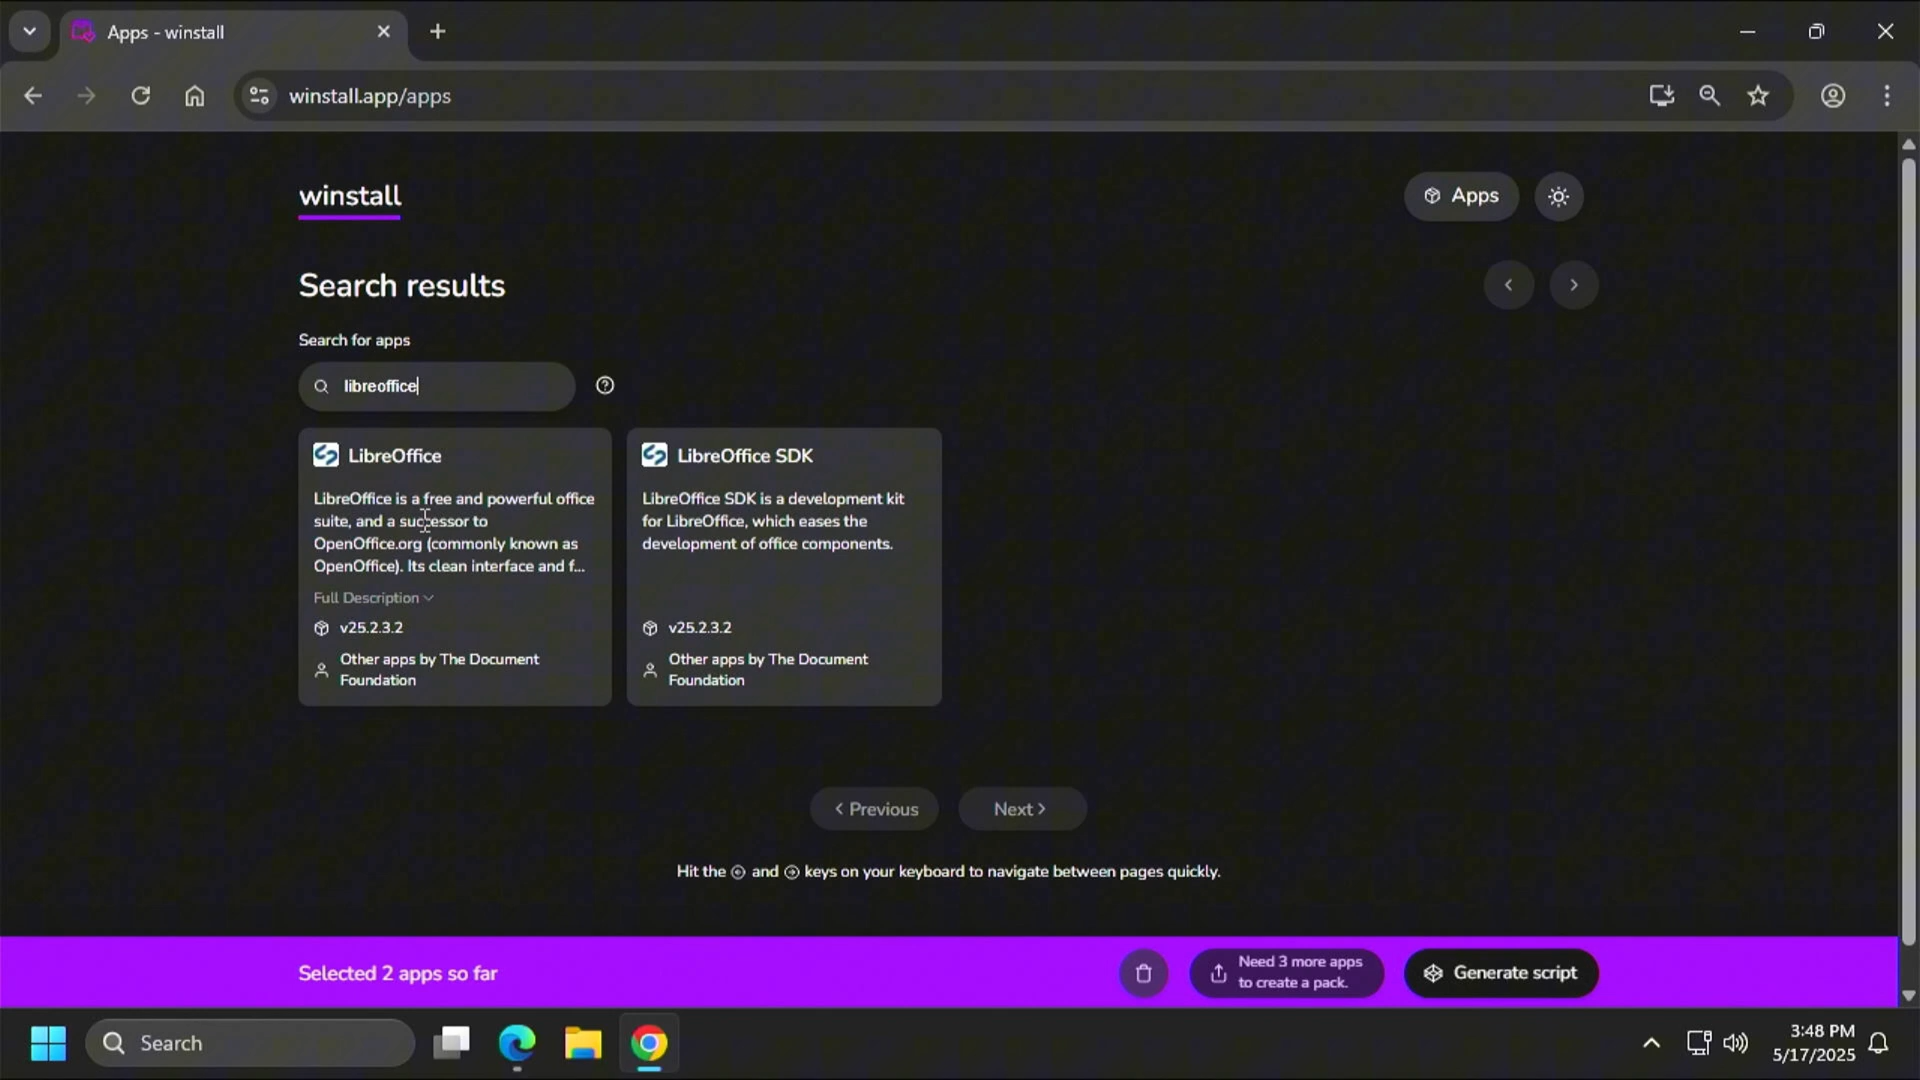 Apps - winstall
winstall.app/apps
winstall
Apps
Search results
Search for apps
libreoffice
LibreOffice
LibreOffice is a free and powerful office
suite, and a successor to
OpenOffice.org (commonly known as
OpenOffice). Its clean interface and f...
Full Description
v25.2.3.2
Other apps by The Document
Foundation
LibreOffice SDK
LibreOffice SDK is a development kit
for LibreOffice, which eases the
development of office components.
v25.2.3.2
Other apps by The Document
Foundation
Previous
Next
Hit the and keys on your keyboard to navigate between pages quickly.
Selected 2 apps so far
Need 3 more apps
to create a pack.
Generate script
Search
3:48 PM
5/17/2025